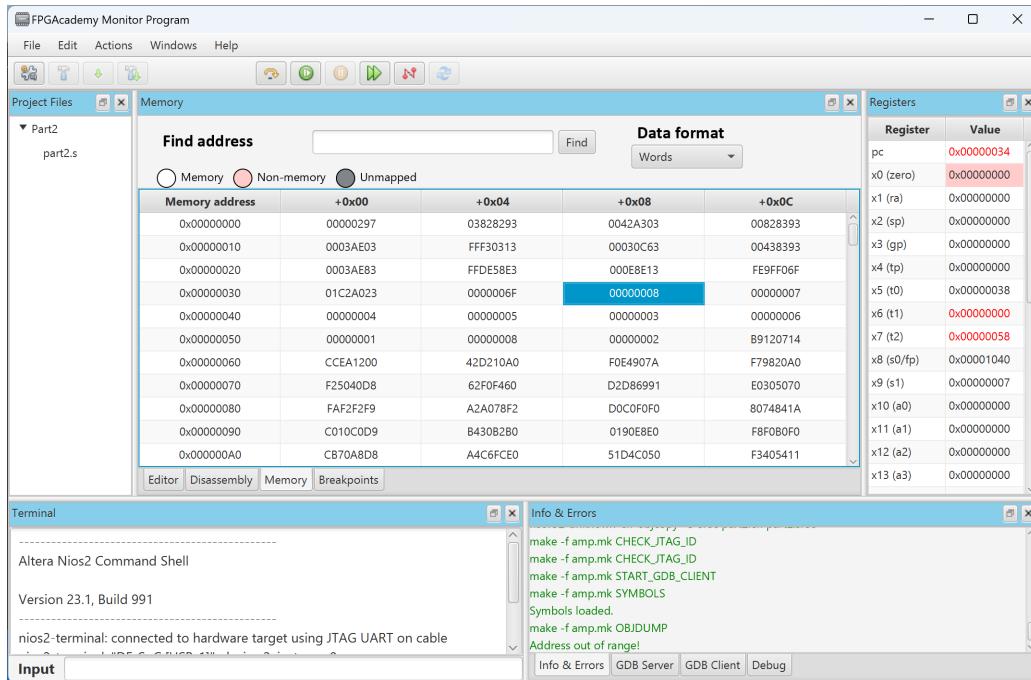 FPGAcademy Monitor Program
File Edit Actions Windows Help
Project Files
Part2
part2.s
Memory
Find address
Find
Data format
Words
Memory Non-memory Unmapped
Memory address +0x00 +0x04 +0x08 +0x0C
0x00000000 00000297 03828293 0042A303 00828393
0x00000010 0003AE03 FFF30313 00030C63 00438393
0x00000020 0003AE83 FFDE58E3 000E8E13 FE9FF06F
0x00000030 01C2A023 0000006F 00000008 00000007
0x00000040 00000004 00000005 00000003 00000006
0x00000050 00000001 00000008 00000002 B9120714
0x00000060 CCEA1200 42D210A0 F0E4907A F79820A0
0x00000070 F25040D8 62F0F460 D2D86991 E0305070
0x00000080 FAF2F2F9 A2A078F2 D0C0F0F0 8074841A
0x00000090 C010C0D9 B430B2B0 0190E8E0 F8F0B0F0
0x000000A0 CB70A8D8 A4C6FCE0 51D4C050 F3405411
Editor Disassembly Memory Breakpoints
Registers
Register Value
pc 0x00000034
x0 (zero) 0x00000000
x1 (ra) 0x00000000
x2 (sp) 0x00000000
x3 (gp) 0x00000000
x4 (tp) 0x00000000
x5 (t0) 0x00000038
x6 (t1) 0x00000000
x7 (t2) 0x00000058
x8 (s0/fp) 0x00001040
x9 (s1) 0x00000007
x10 (a0) 0x00000000
x11 (a1) 0x00000000
x12 (a2) 0x00000000
x13 (a3) 0x00000000
Terminal
------------------------------------------------
Altera Nios2 Command Shell
Version 23.1, Build 991
------------------------------------------------
nios2-terminal: connected to hardware target using JTAG UART on cable
Input
Info & Errors
make -f amp.mk CHECK_JTAG_ID
make -f amp.mk CHECK_JTAG_ID
make -f amp.mk START_GDB_CLIENT
make -f amp.mk SYMBOLS
Symbols loaded.
make -f amp.mk OBJDUMP
Address out of range!
Info & Errors GDB Server GDB Client Debug